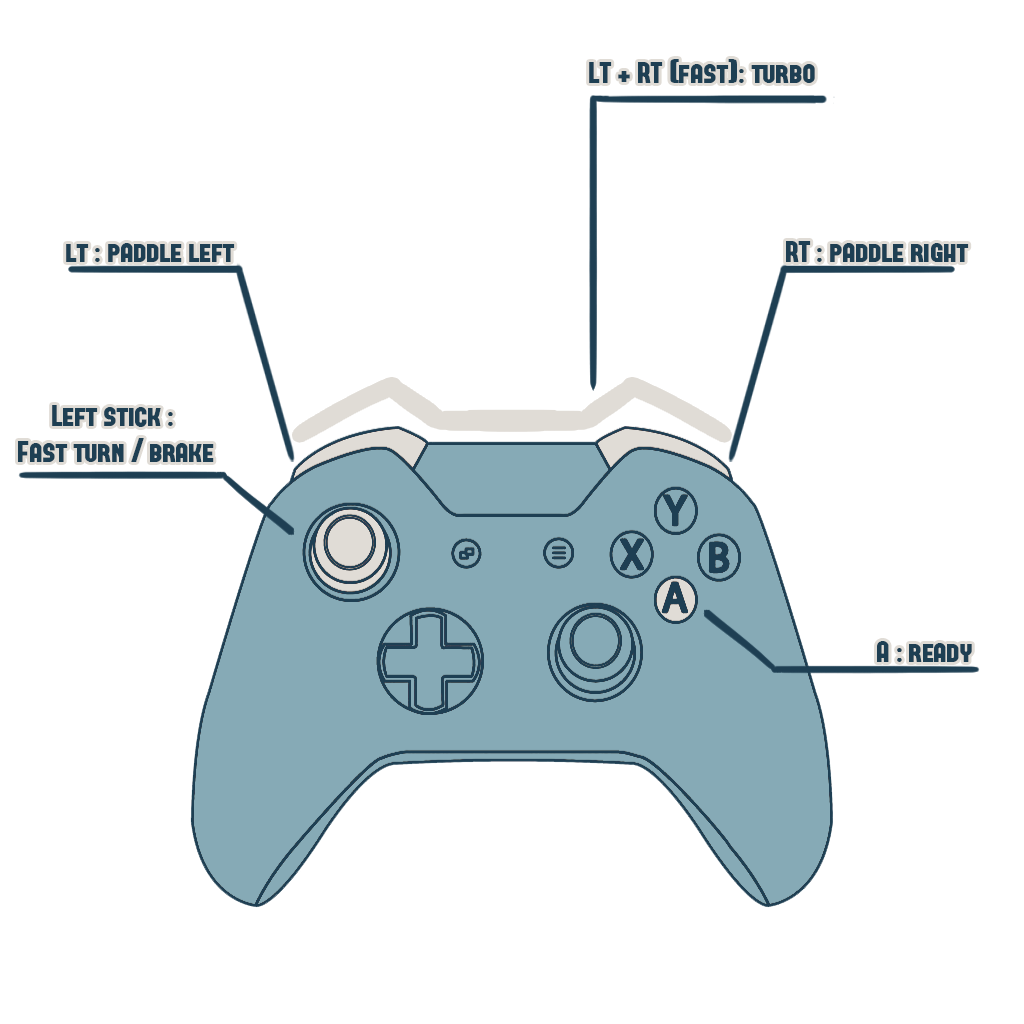 LT + RT (FAST): TURBO
LT : PADDLE LEFT
RT : PADDLE RIGHT
LEFT STICK :
FAST TURN / BRAKE
Y
X
B
A
A : READY